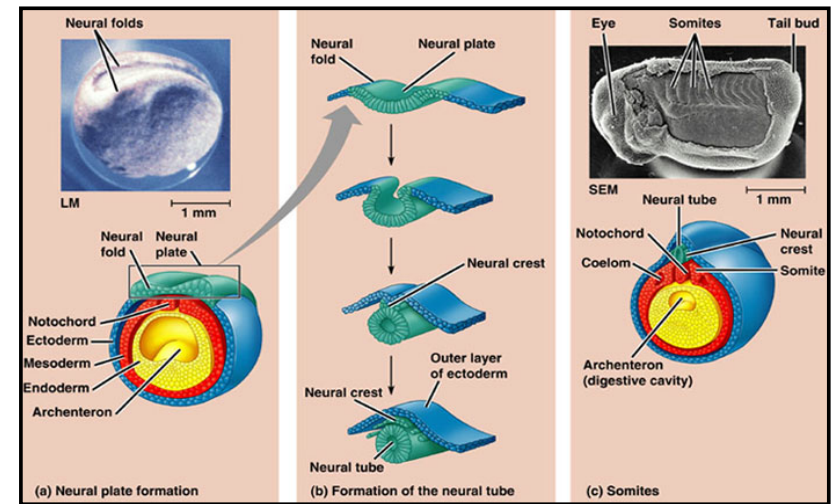 Neural folds
LM
1 mm
Neural
fold
Neural
plate
Notochord
Ectoderm
Mesoderm
Endoderm
Archenteron
(a) Neural plate formation
Neural
fold
Neural plate
Neural crest
Outer layer
of ectoderm
Neural crest
Neural tube
(b) Formation of the neural tube
Eye
Somites
Tail bud
SEM
1 mm
Neural tube
Notochord
Neural
crest
Coelom
Somite
Archenteron
(digestive cavity)
(c) Somites